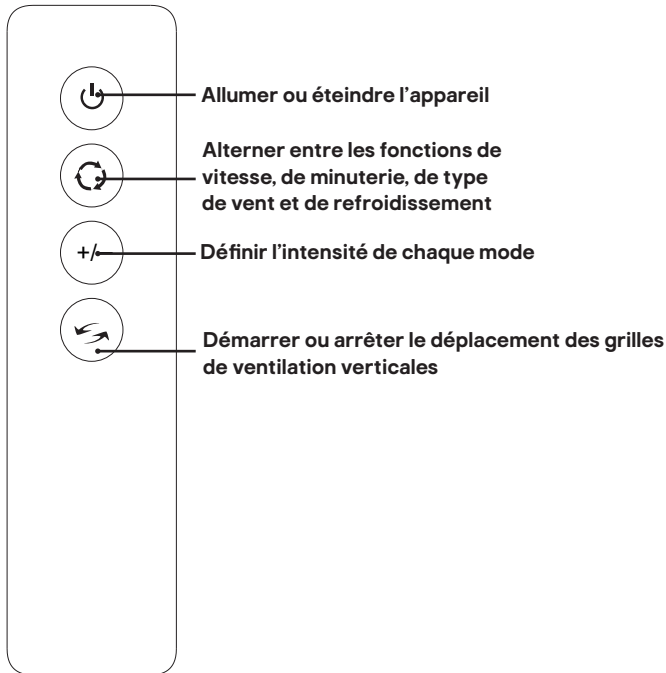 Allumer ou éteindre l’appareil
Alterner entre les fonctions de
vitesse, de minuterie, de type
de vent et de refroidissement
+/-
Définir l’intensité de chaque mode
Démarrer ou arrêter le déplacement des grilles
de ventilation verticales